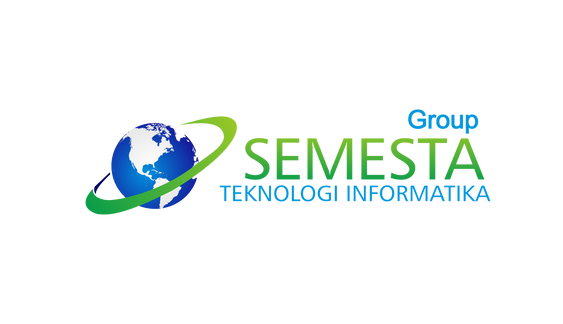 Group
SEMESTA
TEKNOLOGI INFORMATIKA